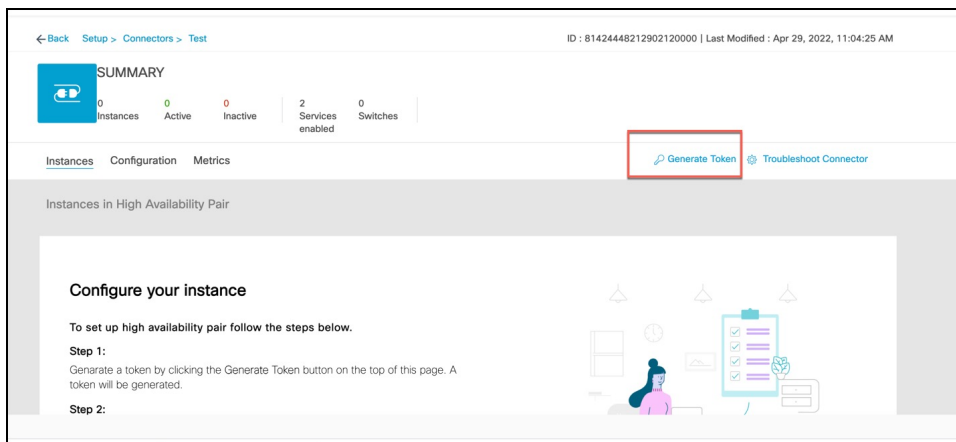 Back Setup > Connectors > Test
ID : 81424448212902120000 | Last Modified : Apr 29, 2022, 11:04:25 AM
SUMMARY
0 0 0 2 0
Instances Active Inactive Services enabled Switches
Instances Configuration Metrics
Generate Token Troubleshoot Connector
Instances in High Availability Pair
Configure your instance
To set up high availability pair follow the steps below.
Step 1:
Genarate a token by clicking the Generate Token button on the top of this page. A
token will be generated.
Step 2: